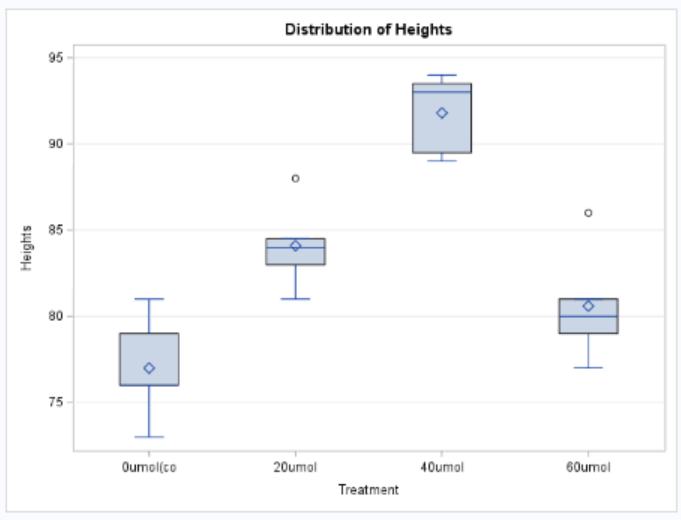 Distribution of Heights
95
90
85
80
75
Heights
0umol(co
20umol
40umol
60umol
Treatment